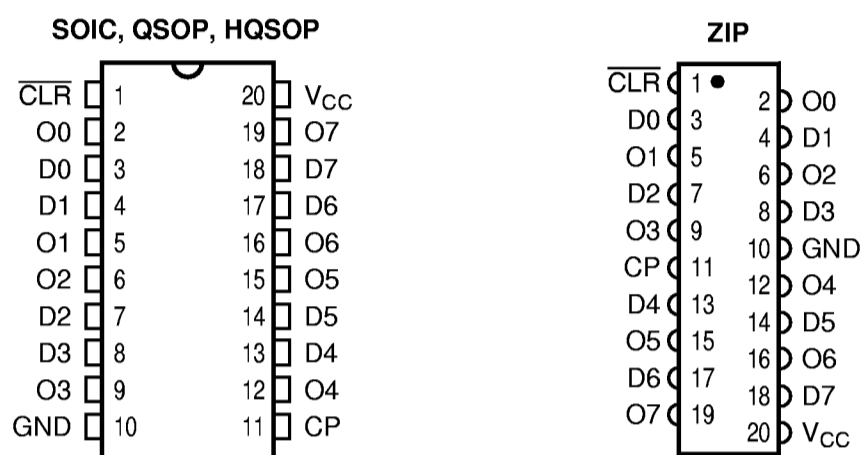 SOIC, QSOP, HQSOP
CLR 1 20 VCC
O0 2 19 O7
D0 3 18 D7
D1 4 17 D6
O1 5 16 O6
O2 6 15 O5
D2 7 14 D5
D3 8 13 D4
O3 9 12 O4
GND 10 11 CP
ZIP
CLR 1
2 O0
D0 3
4 D1
O1 5
6 O2
D2 7
8 D3
O3 9
10 GND
CP 11
12 O4
D4 13
14 D5
O5 15
16 O6
D6 17
18 D7
O7 19
20 VCC